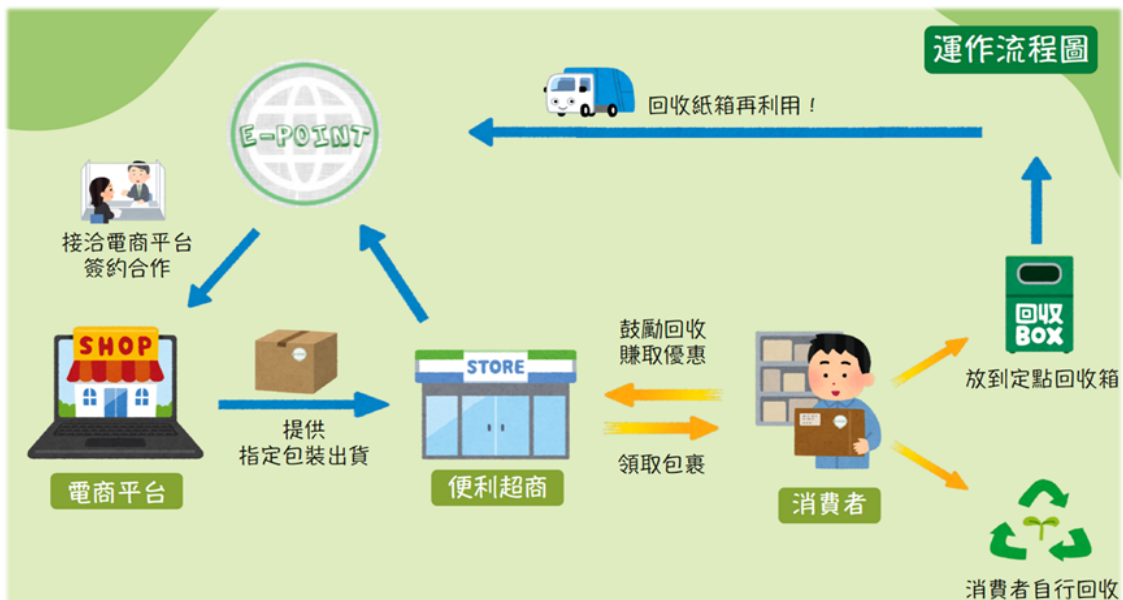 運作流程圖
E-POINT
回收紙箱再利用！
接洽電商平台
簽約合作
SHOP
電商平台
提供
指定包裝出貨
STORE
便利超商
鼓勵回收
賺取優惠
領取包裹
消費者
回收
BOX
放到定點回收箱
消費者自行回收